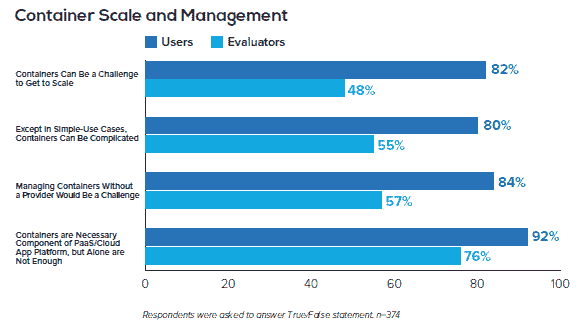 Container Scale and Management
Users
Evaluators
Containers Can Be a Challenge
to Get to Scale
82%
48%
Except in Simple-Use Cases,
Containers Can Be Complicated
80%
55%
Managing Containers Without
a Provider Would Be a Challenge
84%
57%
Containers are Necessary
Component of PaaS/Cloud
App Platform, but Alone are
Not Enough
92%
76%
0 20 40 60 80 100
Respondents were asked to answer True/False statement. n=374